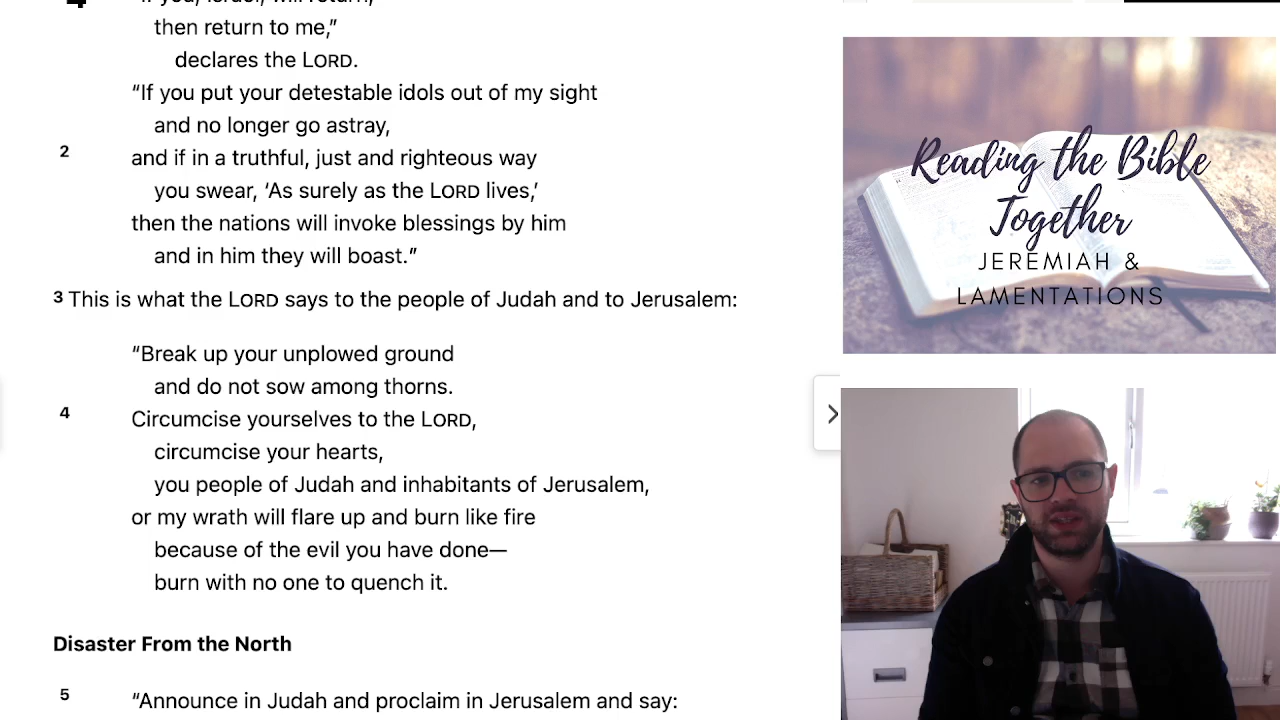 4
"If you, Israel, will return,
then return to me,"
declares the LORD.
"If you put your detestable idols out of my sight
and no longer go astray,
2 and if in a truthful, just and righteous way
you swear, 'As surely as the LORD lives,'
then the nations will invoke blessings by him
and in him they will boast."
3 This is what the LORD says to the people of Judah and to Jerusalem:
"Break up your unplowed ground
and do not sow among thorns.
4 Circumcise yourselves to the LORD,
circumcise your hearts,
you people of Judah and inhabitants of Jerusalem,
or my wrath will flare up and burn like fire
because of the evil you have done—
burn with no one to quench it.
Disaster From the North
5 "Announce in Judah and proclaim in Jerusalem and say:
Reading the Bible
Together
JEREMIAH &
LAMENTATIONS